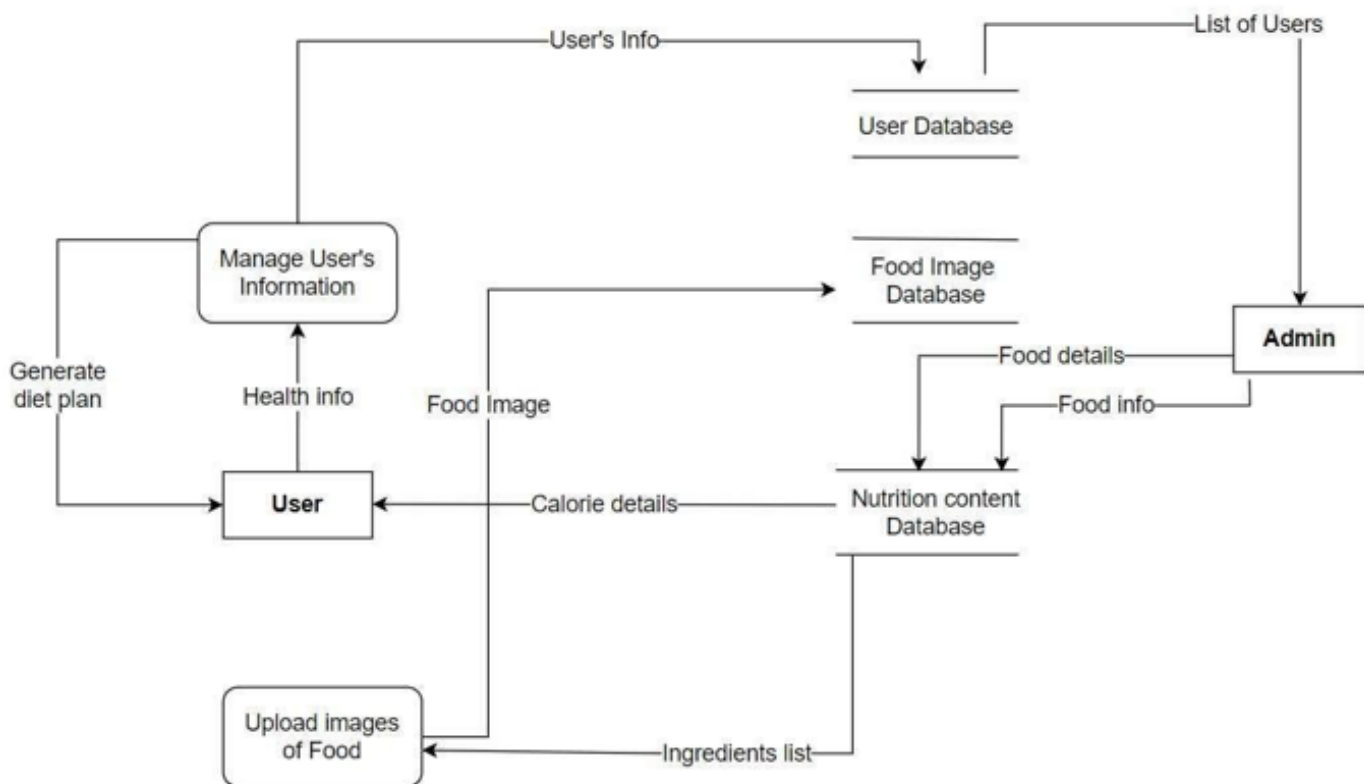 User's Info
List of Users
User Database
Manage User's
Information
Food Image
Database
Admin
Generate
diet plan
Health info
Food Image
Food details
Food info
User
Calorie details
Nutrition content
Database
Upload images
of Food
Ingredients list